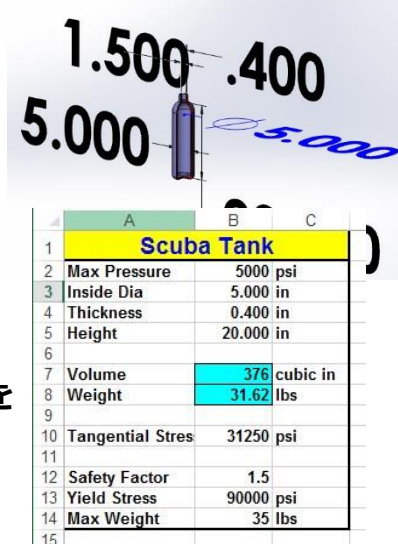 1.500
.400
5.000
⌀5.000
A B C
1 Scuba Tank
2 Max Pressure 5000 psi
3 Inside Dia 5.000 in
4 Thickness 0.400 in
5 Height 20.000 in
6
7 Volume 376 cubic in
8 Weight 31.62 lbs
を
9
10 Tangential Stres 31250 psi
11
12 Safety Factor 1.5
13 Yield Stress 90000 psi
14 Max Weight 35 lbs
15